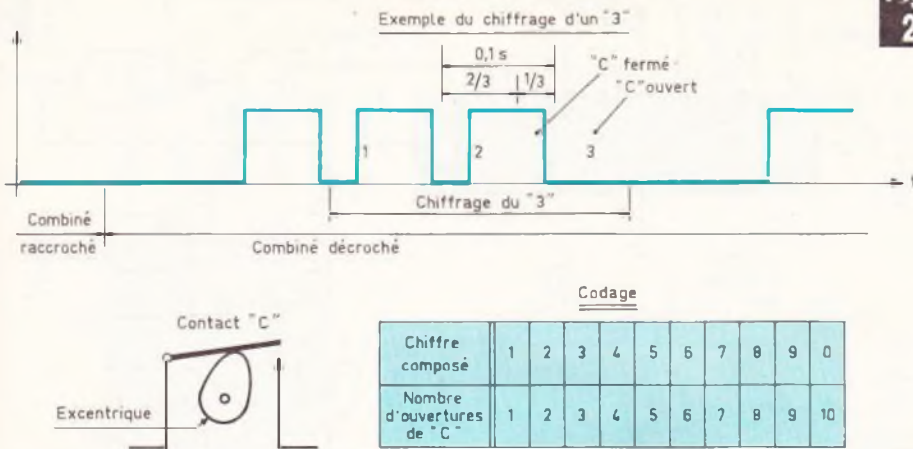 Exemple du chiffrage d'un "3"
2
0,1 s
2/3 1/3
"C" fermé
"C" ouvert
1 2 3
t
Chiffrage du "3"
Combiné
raccroché
Combiné décroché
Codage
Contact "C"
Excentrique
Chiffre
composé
1 2 3 4 5 6 7 8 9 0
Nombre
d'ouvertures
de "C"
1 2 3 4 5 6 7 8 9 10